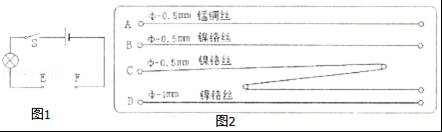 S
E
F
图1
A ϕ-0.5mm 锰铜丝
B ϕ-0.5mm 镍铬丝
C ϕ-0.5mm 镍铬丝
D ϕ-1mm 镍铬丝
图2